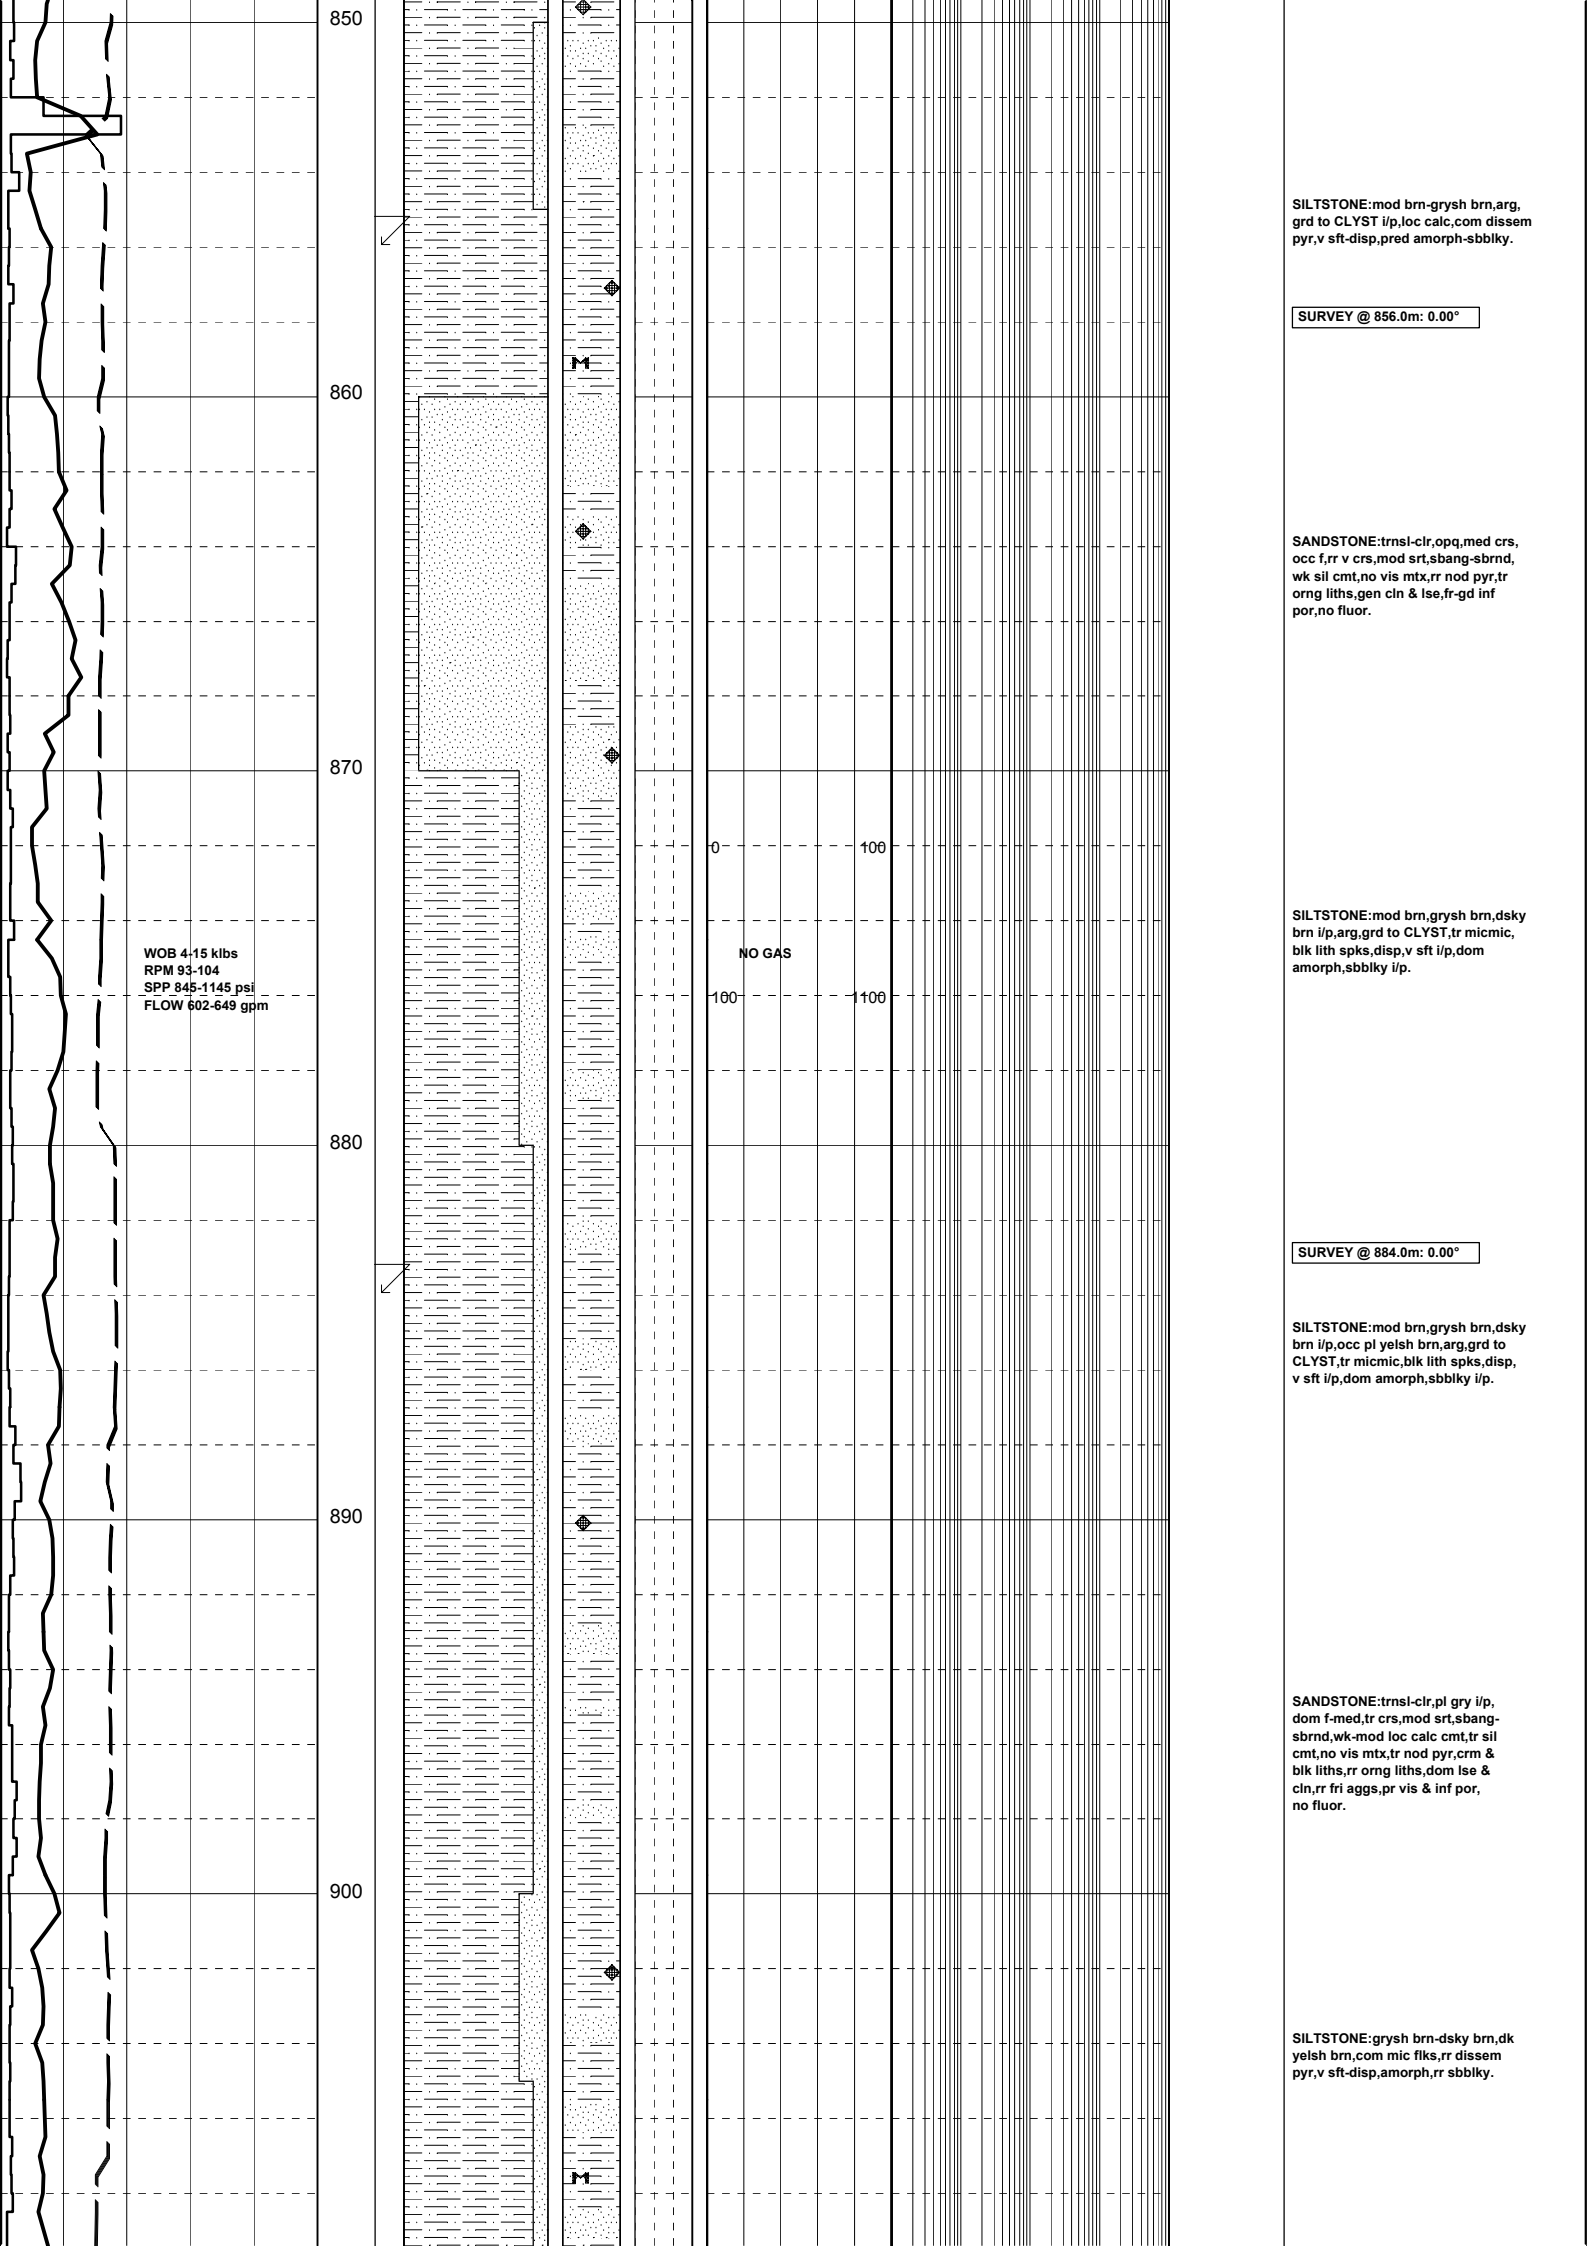 850
SILTSTONE:mod brn-grysh brn,arg,
grd to CLYST i/p,loc calc,com dissem
pyr,v sft-disp,pred amorph-sbblky.
SURVEY @ 856.0m: 0.00°
M
860
SANDSTONE:trnsl-clr,opq,med crs,
occ f,rr v crs,mod srt,sbang-sbrnd,
wk sil cmt,no vis mtx,rr nod pyr,tr
orng liths,gen cln & lse,fr-gd inf
por,no fluor.
870
0 100
SILTSTONE:mod brn,grysh brn,dsky
brn i/p,arg,grd to CLYST,tr micmic,
blk lith spks,disp,v sft i/p,dom
amorph,sbblky i/p.
WOB 4-15 klbs
RPM 93-104
SPP 845-1145 psi
FLOW 602-649 gpm
NO GAS
100 1100
880
SURVEY @ 884.0m: 0.00°
SILTSTONE:mod brn,grysh brn,dsky
brn i/p,occ pl yelsh brn,arg,grd to
CLYST,tr micmic,blk lith spks,disp,
v sft i/p,dom amorph,sbblky i/p.
890
SANDSTONE:trnsl-clr,pl gry i/p,
dom f-med,tr crs,mod srt,sbang-
sbrnd,wk-mod loc calc cmt,tr sil
cmt,no vis mtx,tr nod pyr,crm &
blk liths,rr orng liths,dom lse &
cln,rr fri aggs,pr vis & inf por,
no fluor.
900
SILTSTONE:grysh brn-dsky brn,dk
yelsh brn,com mic flks,rr dissem
pyr,v sft-disp,amorph,rr sbblky.
M